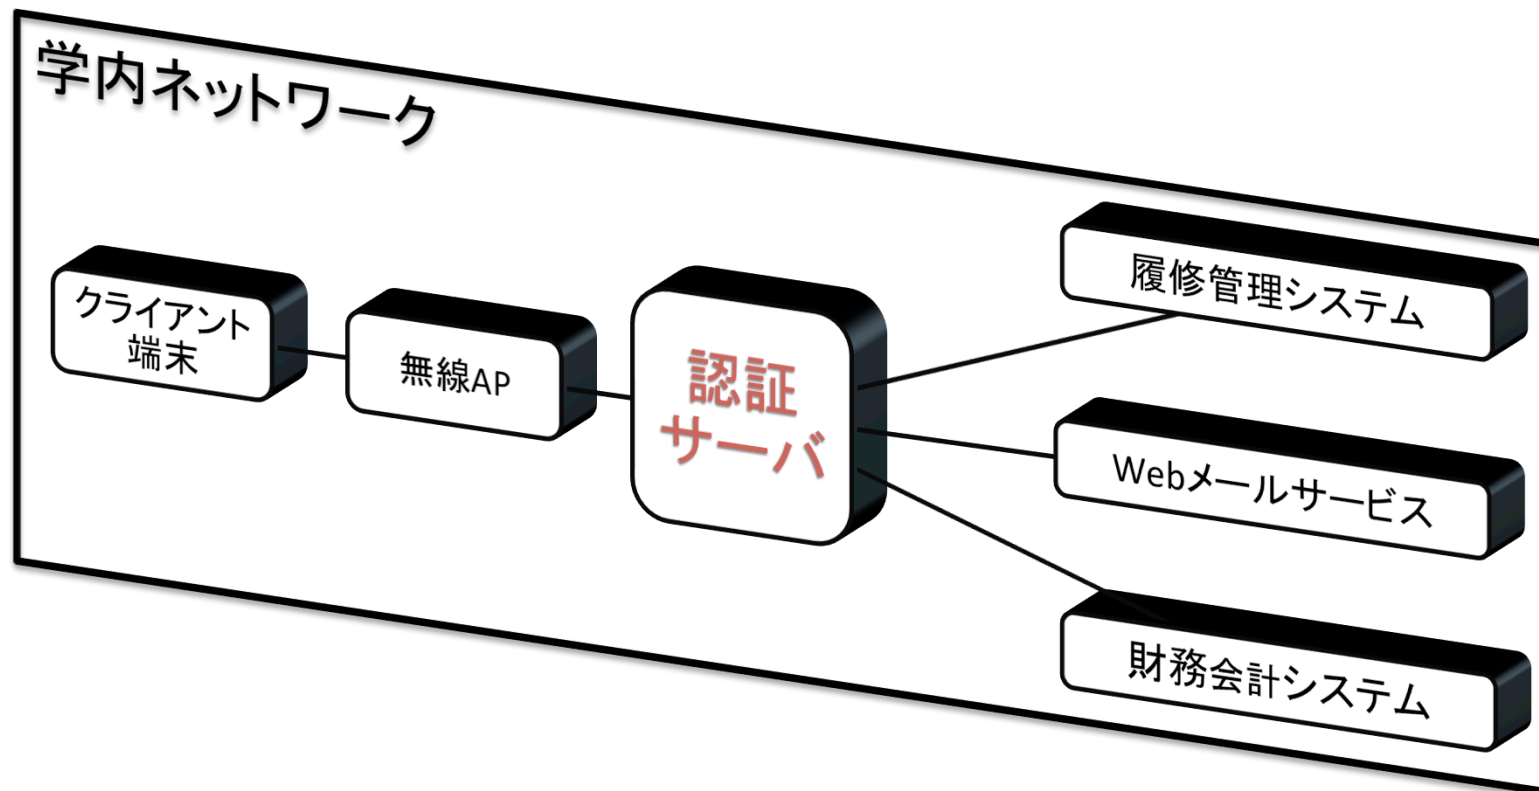 学内ネットワーク
クライアント
端末
無線AP
認証
サーバ
履修管理システム
Webメールサービス
財務会計システム